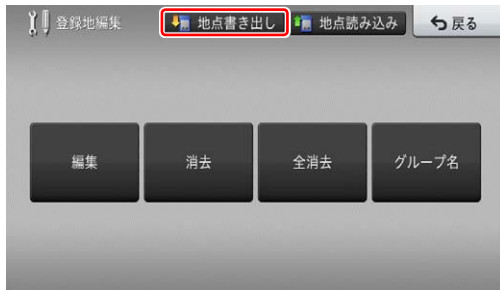 登録地編集
地点書き出し
地点読み込み
戻る
編集
消去
全消去
グループ名